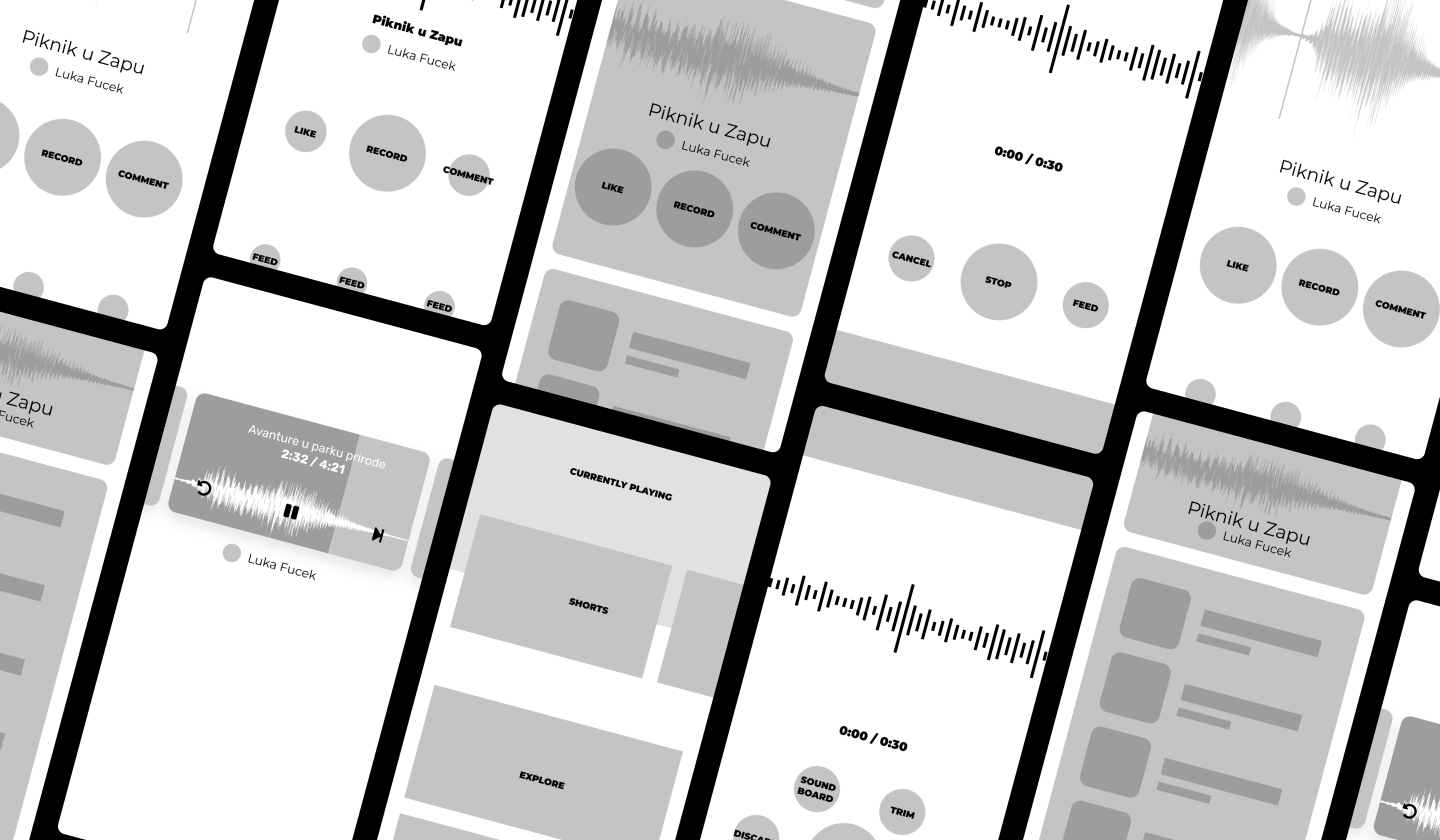 Piknik u Zapu
Luka Fucek
RECORD
COMMENT
Piknik u Zapu
Luka Fucek
LIKE
RECORD
COMMENT
FEED
FEED
FEED
Piknik u Zapu
Luka Fucek
LIKE
RECORD
COMMENT
0:00 / 0:30
CANCEL
STOP
FEED
Piknik u Zapu
Luka Fucek
LIKE
RECORD
COMMENT
u Zapu
Fucek
Avanture u parku prirode
2:32 / 4:21
Luka Fucek
CURRENTLY PLAYING
SHORTS
EXPLORE
0:00 / 0:30
SOUND
BOARD
TRIM
Piknik u Zapu
Luka Fucek